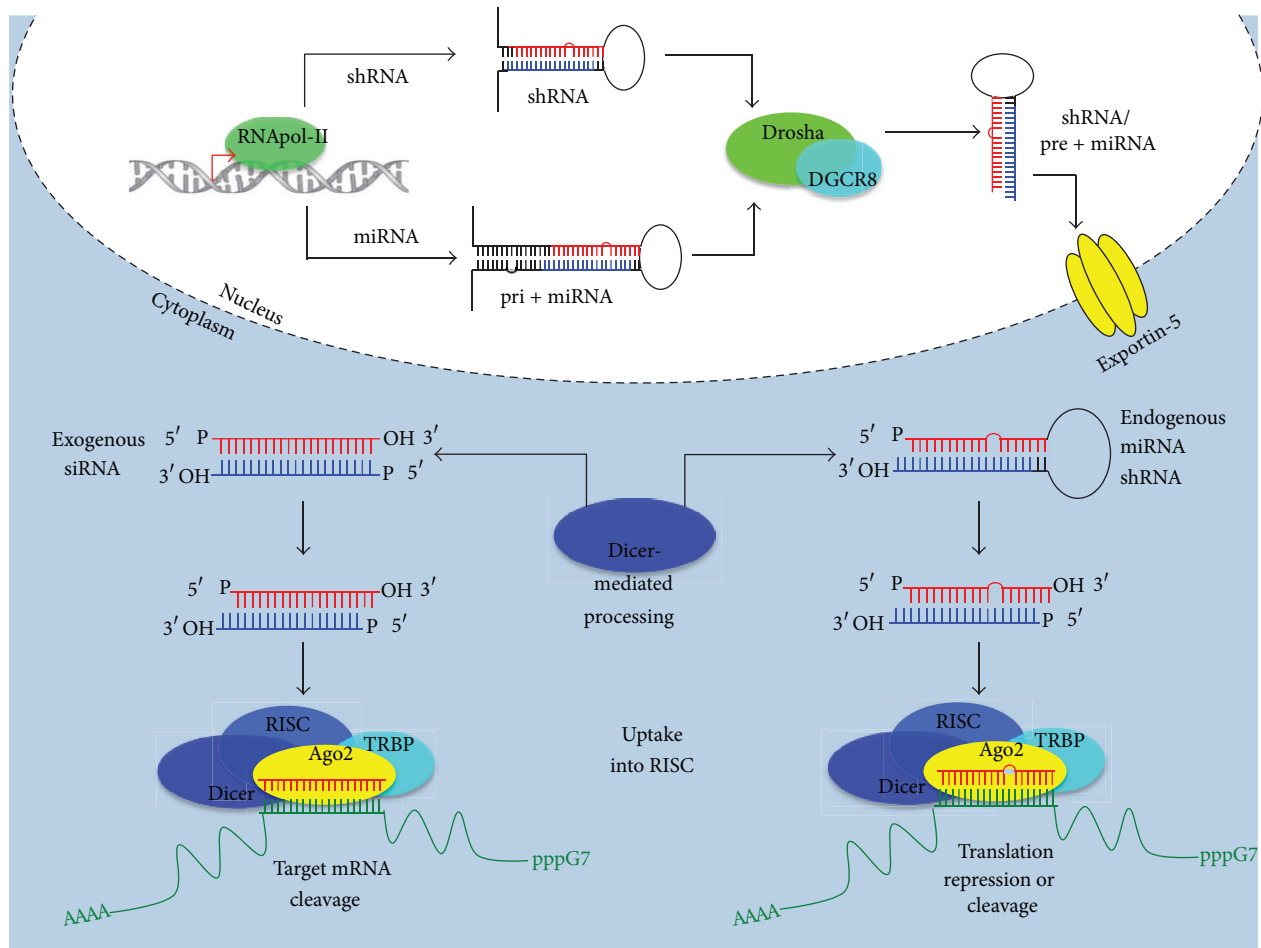 shRNA
shRNA
RNApol-II
Drosha
DGCR8
shRNA/
pre + miRNA
miRNA
pri + miRNA
Nucleus
Cytoplasm
Exportin-5
Exogenous
siRNA
5′ P OH 3′
3′ OH P 5′
5′ P
3′ OH
Endogenous
miRNA
shRNA
Dicer-
mediated
processing
5′ P OH 3′
3′ OH P 5′
5′ P OH 3′
3′ OH P 5′
RISC
Ago2
TRBP
Dicer
Uptake
into RISC
RISC
Ago2
TRBP
Dicer
Target mRNA
cleavage
pppG7
AAAA
Translation
repression or
cleavage
pppG7
AAAA